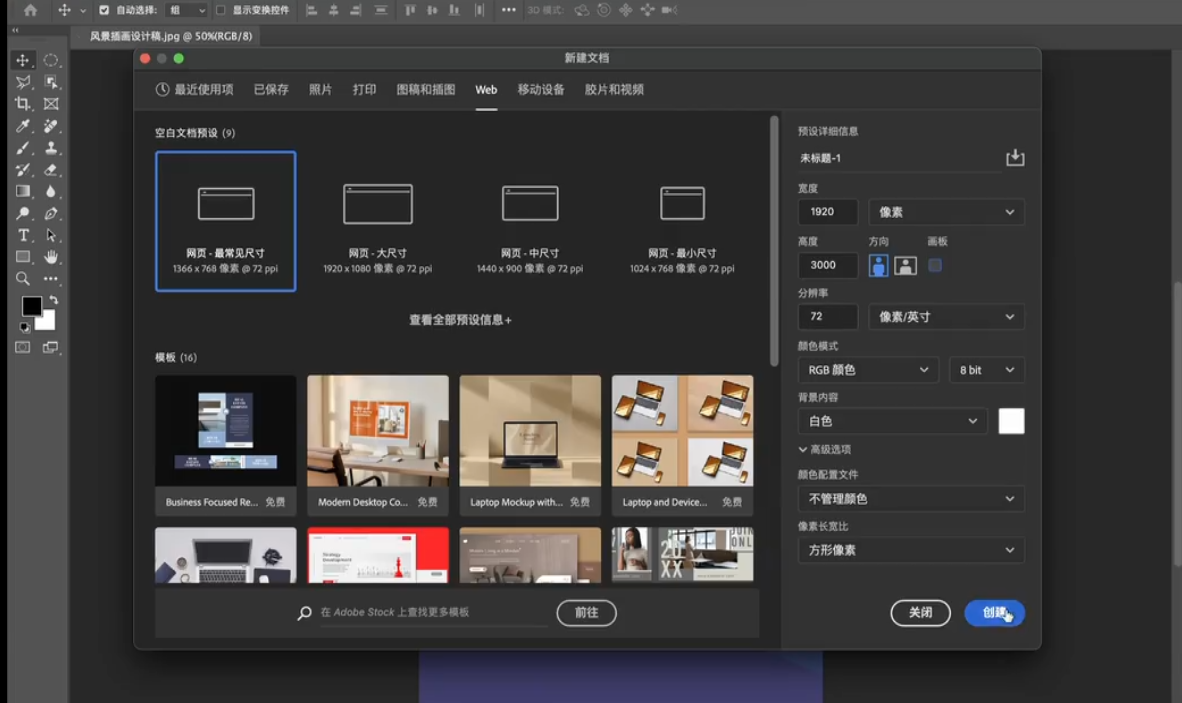 自动选择: 组 显示变换控件 3D 模式:
风景插画设计稿.jpg @ 50%(RGB/8)
新建文档
最近使用项 已保存 照片 打印 图稿和插图 Web 移动设备 胶片和视频
空白文档预设 (9)
网页 - 最常见尺寸
1366 x 768 像素 @ 72 ppi
网页 - 大尺寸
1920 x 1080 像素 @ 72 ppi
网页 - 中尺寸
1440 x 900 像素 @ 72 ppi
网页 - 最小尺寸
1024 x 768 像素 @ 72 ppi
查看全部预设信息+
模板 (16)
Business Focused Re... 免费
Modern Desktop Co... 免费
Laptop Mockup with... 免费
Laptop and Device... 免费
Strategy
Development
20
XX
在 Adobe Stock 上查找更多模板
前往
预设详细信息
未标题-1
宽度
1920 像素
高度 方向 画板
3000
分辨率
72 像素/英寸
颜色模式
RGB 颜色 8 bit
背景内容
白色
高级选项
颜色配置文件
不管理颜色
像素长宽比
方形像素
关闭 创建